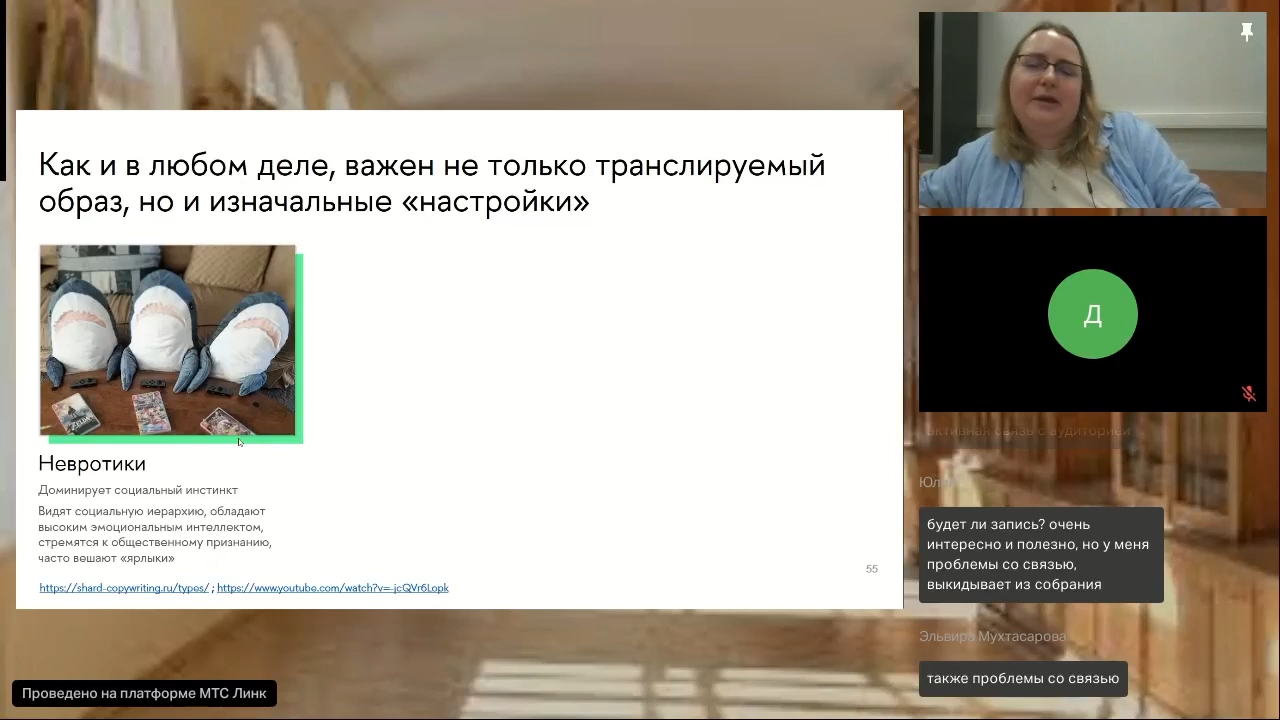 Как и в любом деле, важен не только транслируемый
образ, но и изначальные «настройки»
Невротики
Доминирует социальный инстинкт
Видят социальную иерархию, обладают
высоким эмоциональным интеллектом,
стремятся к общественному признанию,
часто вешают «ярлыки»
https://shard-copywriting.ru/types/ ; https://www.youtube.com/watch?v=-jcQVr6Lopk
55
Проведено на платформе МТС Линк
Д
активная связь с аудиторией
будет ли запись? очень
интересно и полезно, но у меня
проблемы со связью,
выкидывает из собрания
Эльвира Мухтасарова
также проблемы со связью